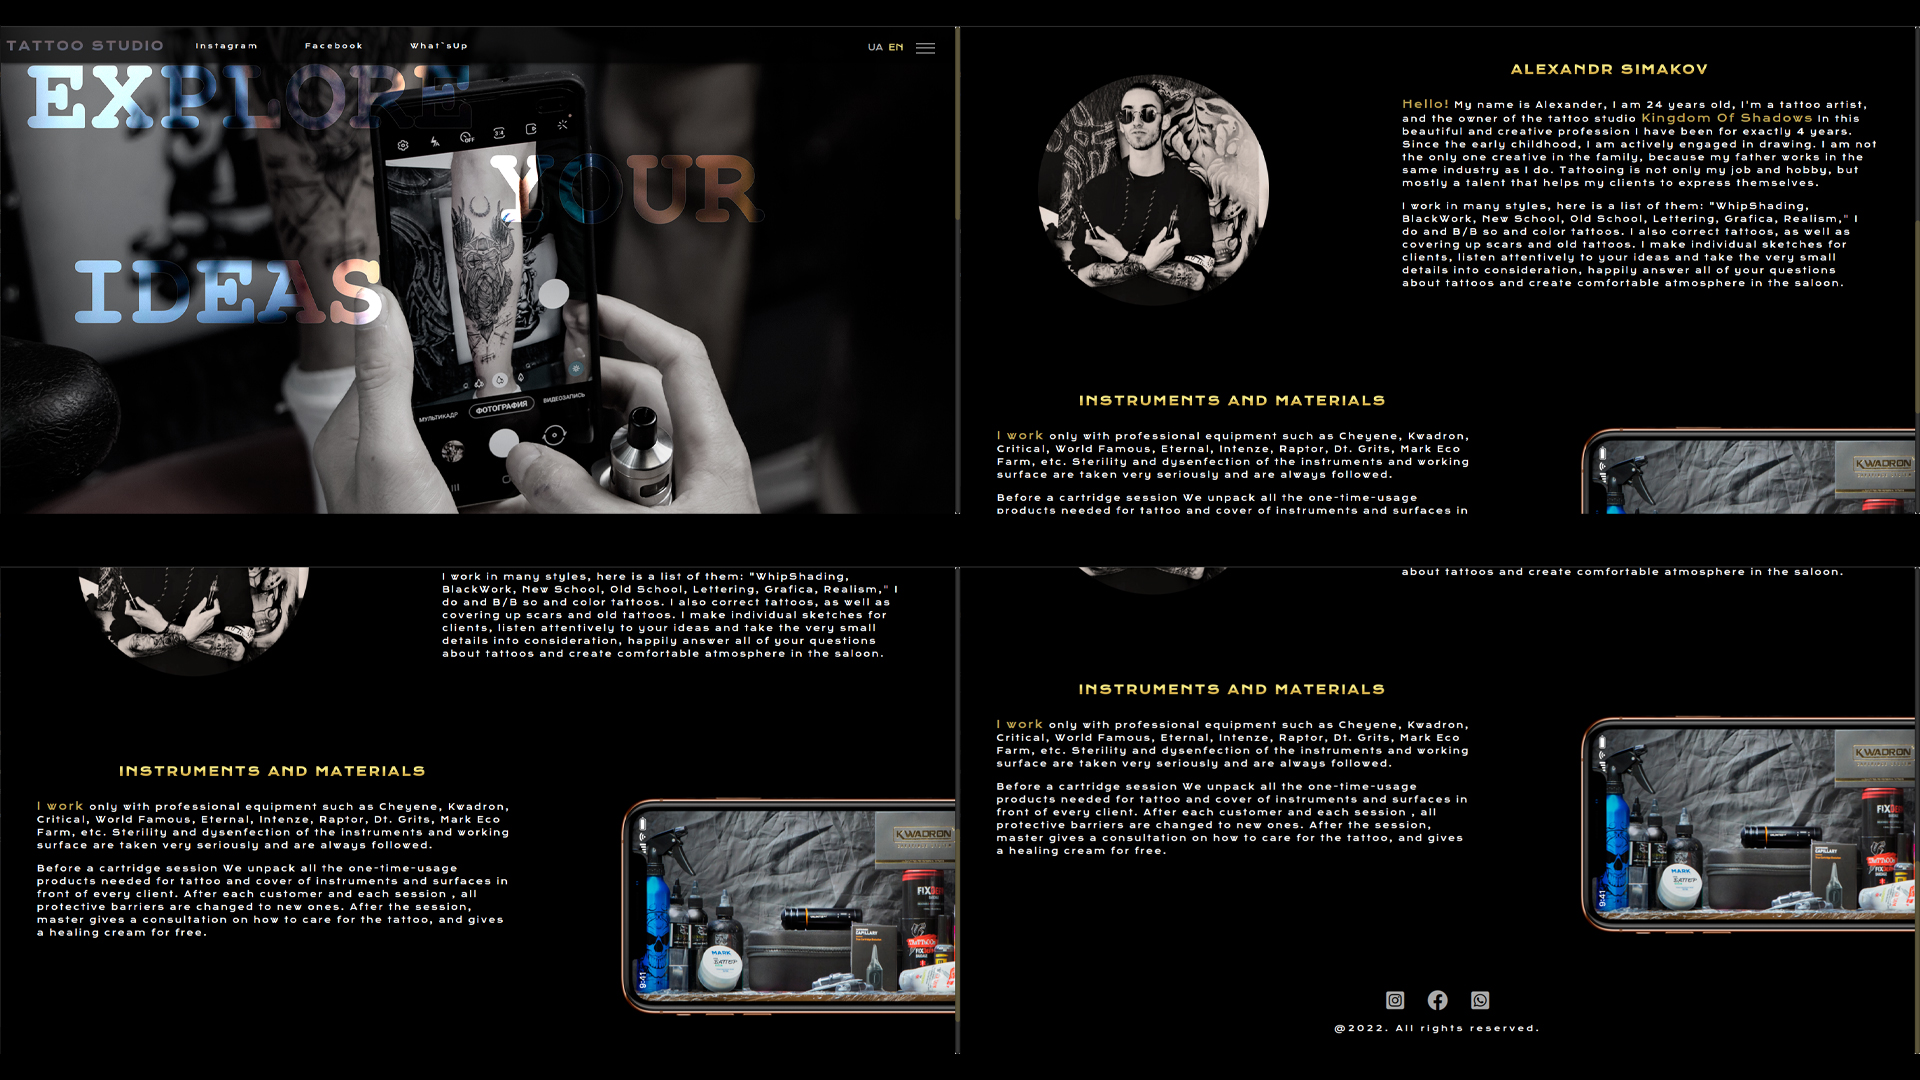 TATTOO STUDIO Instagram Facebook What`sUp UA EN
EXPLORE
YOUR
IDEAS
OFF
3:4
МУЛЬТИКАДР ФОТОГРАФИЯ ВИДЕОЗАПИСЬ
ALEXANDR SIMAKOV
Hello! My name is Alexander, I am 24 years old, I'm a tattoo artist,
and the owner of the tattoo studio Kingdom Of Shadows In this
beautiful and creative profession I have been for exactly 4 years.
Since the early childhood, I am actively engaged in drawing. I am not
the only one creative in the family, because my father works in the
same industry as I do. Tattooing is not only my job and hobby, but
mostly a talent that helps my clients to express themselves.
I work in many styles, here is a list of them: "WhipShading,
BlackWork, New School, Old School, Lettering, Grafica, Realism," I
do and B/B so and color tattoos. I also correct tattoos, as well as
covering up scars and old tattoos. I make individual sketches for
clients, listen attentively to your ideas and take the very small
details into consideration, happily answer all of your questions
about tattoos and create comfortable atmosphere in the saloon.
INSTRUMENTS AND MATERIALS
I work only with professional equipment such as Cheyene, Kwadron,
Critical, World Famous, Eternal, Intenze, Raptor, Dt. Grits, Mark Eco
Farm, etc. Sterility and dysenfection of the instruments and working
surface are taken very seriously and are always followed.
Before a cartridge session We unpack all the one-time-usage
products needed for tattoo and cover of instruments and surfaces in
KWADRON
I work in many styles, here is a list of them: "WhipShading,
BlackWork, New School, Old School, Lettering, Grafica, Realism," I
do and B/B so and color tattoos. I also correct tattoos, as well as
covering up scars and old tattoos. I make individual sketches for
clients, listen attentively to your ideas and take the very small
details into consideration, happily answer all of your questions
about tattoos and create comfortable atmosphere in the saloon.
INSTRUMENTS AND MATERIALS
I work only with professional equipment such as Cheyene, Kwadron,
Critical, World Famous, Eternal, Intenze, Raptor, Dt. Grits, Mark Eco
Farm, etc. Sterility and dysenfection of the instruments and working
surface are taken very seriously and are always followed.
Before a cartridge session We unpack all the one-time-usage
products needed for tattoo and cover of instruments and surfaces in
front of every client. After each customer and each session , all
protective barriers are changed to new ones. After the session,
master gives a consultation on how to care for the tattoo, and gives
a healing cream for free.
KWADRON
FIX
CAPILLARY
MARK
БАТТЕР
9:41
about tattoos and create comfortable atmosphere in the saloon.
INSTRUMENTS AND MATERIALS
I work only with professional equipment such as Cheyene, Kwadron,
Critical, World Famous, Eternal, Intenze, Raptor, Dt. Grits, Mark Eco
Farm, etc. Sterility and dysenfection of the instruments and working
surface are taken very seriously and are always followed.
Before a cartridge session We unpack all the one-time-usage
products needed for tattoo and cover of instruments and surfaces in
front of every client. After each customer and each session , all
protective barriers are changed to new ones. After the session,
master gives a consultation on how to care for the tattoo, and gives
a healing cream for free.
KWADRON
FIX
CAPILLARY
MARK
БАТТЕР
9:41
@2022. All rights reserved.